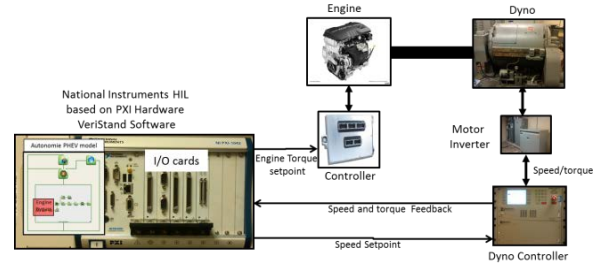 Engine
Dyno
National Instruments HIL
based on PXI Hardware
VeriStand Software
Autonomie PHEV model
I/O cards
Engine Torque
setpoint
Controller
Motor
Inverter
Speed/torque
Speed and torque Feedback
Speed Setpoint
Dyno Controller
PXI